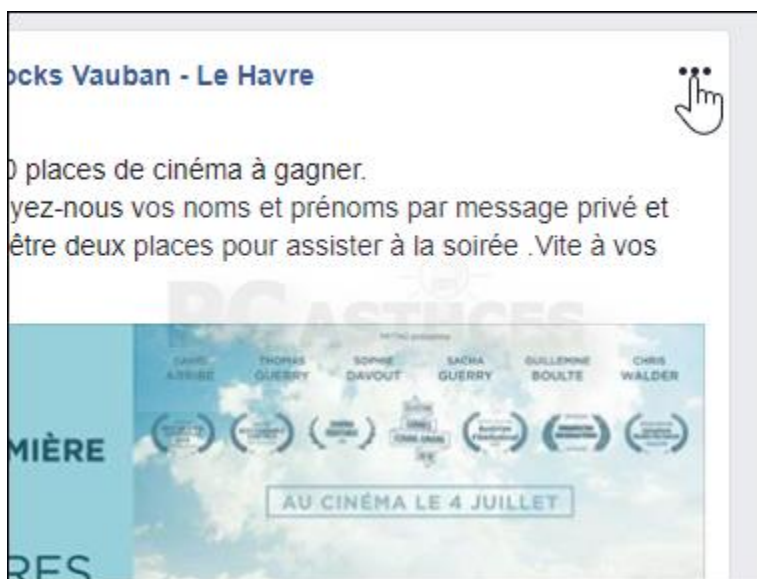 ocks Vauban - Le Havre
0 places de cinéma à gagner.
yez-nous vos noms et prénoms par message privé et
être deux places pour assister à la soirée .Vite à vos
PC ASTUCES
THOMAS SOPHIE SACHA GUILLEMINE CHRIS
GUERRY DAVOUT GUERRY BOULTE WALDER
MIÈRE
AU CINÉMA LE 4 JUILLET
RES